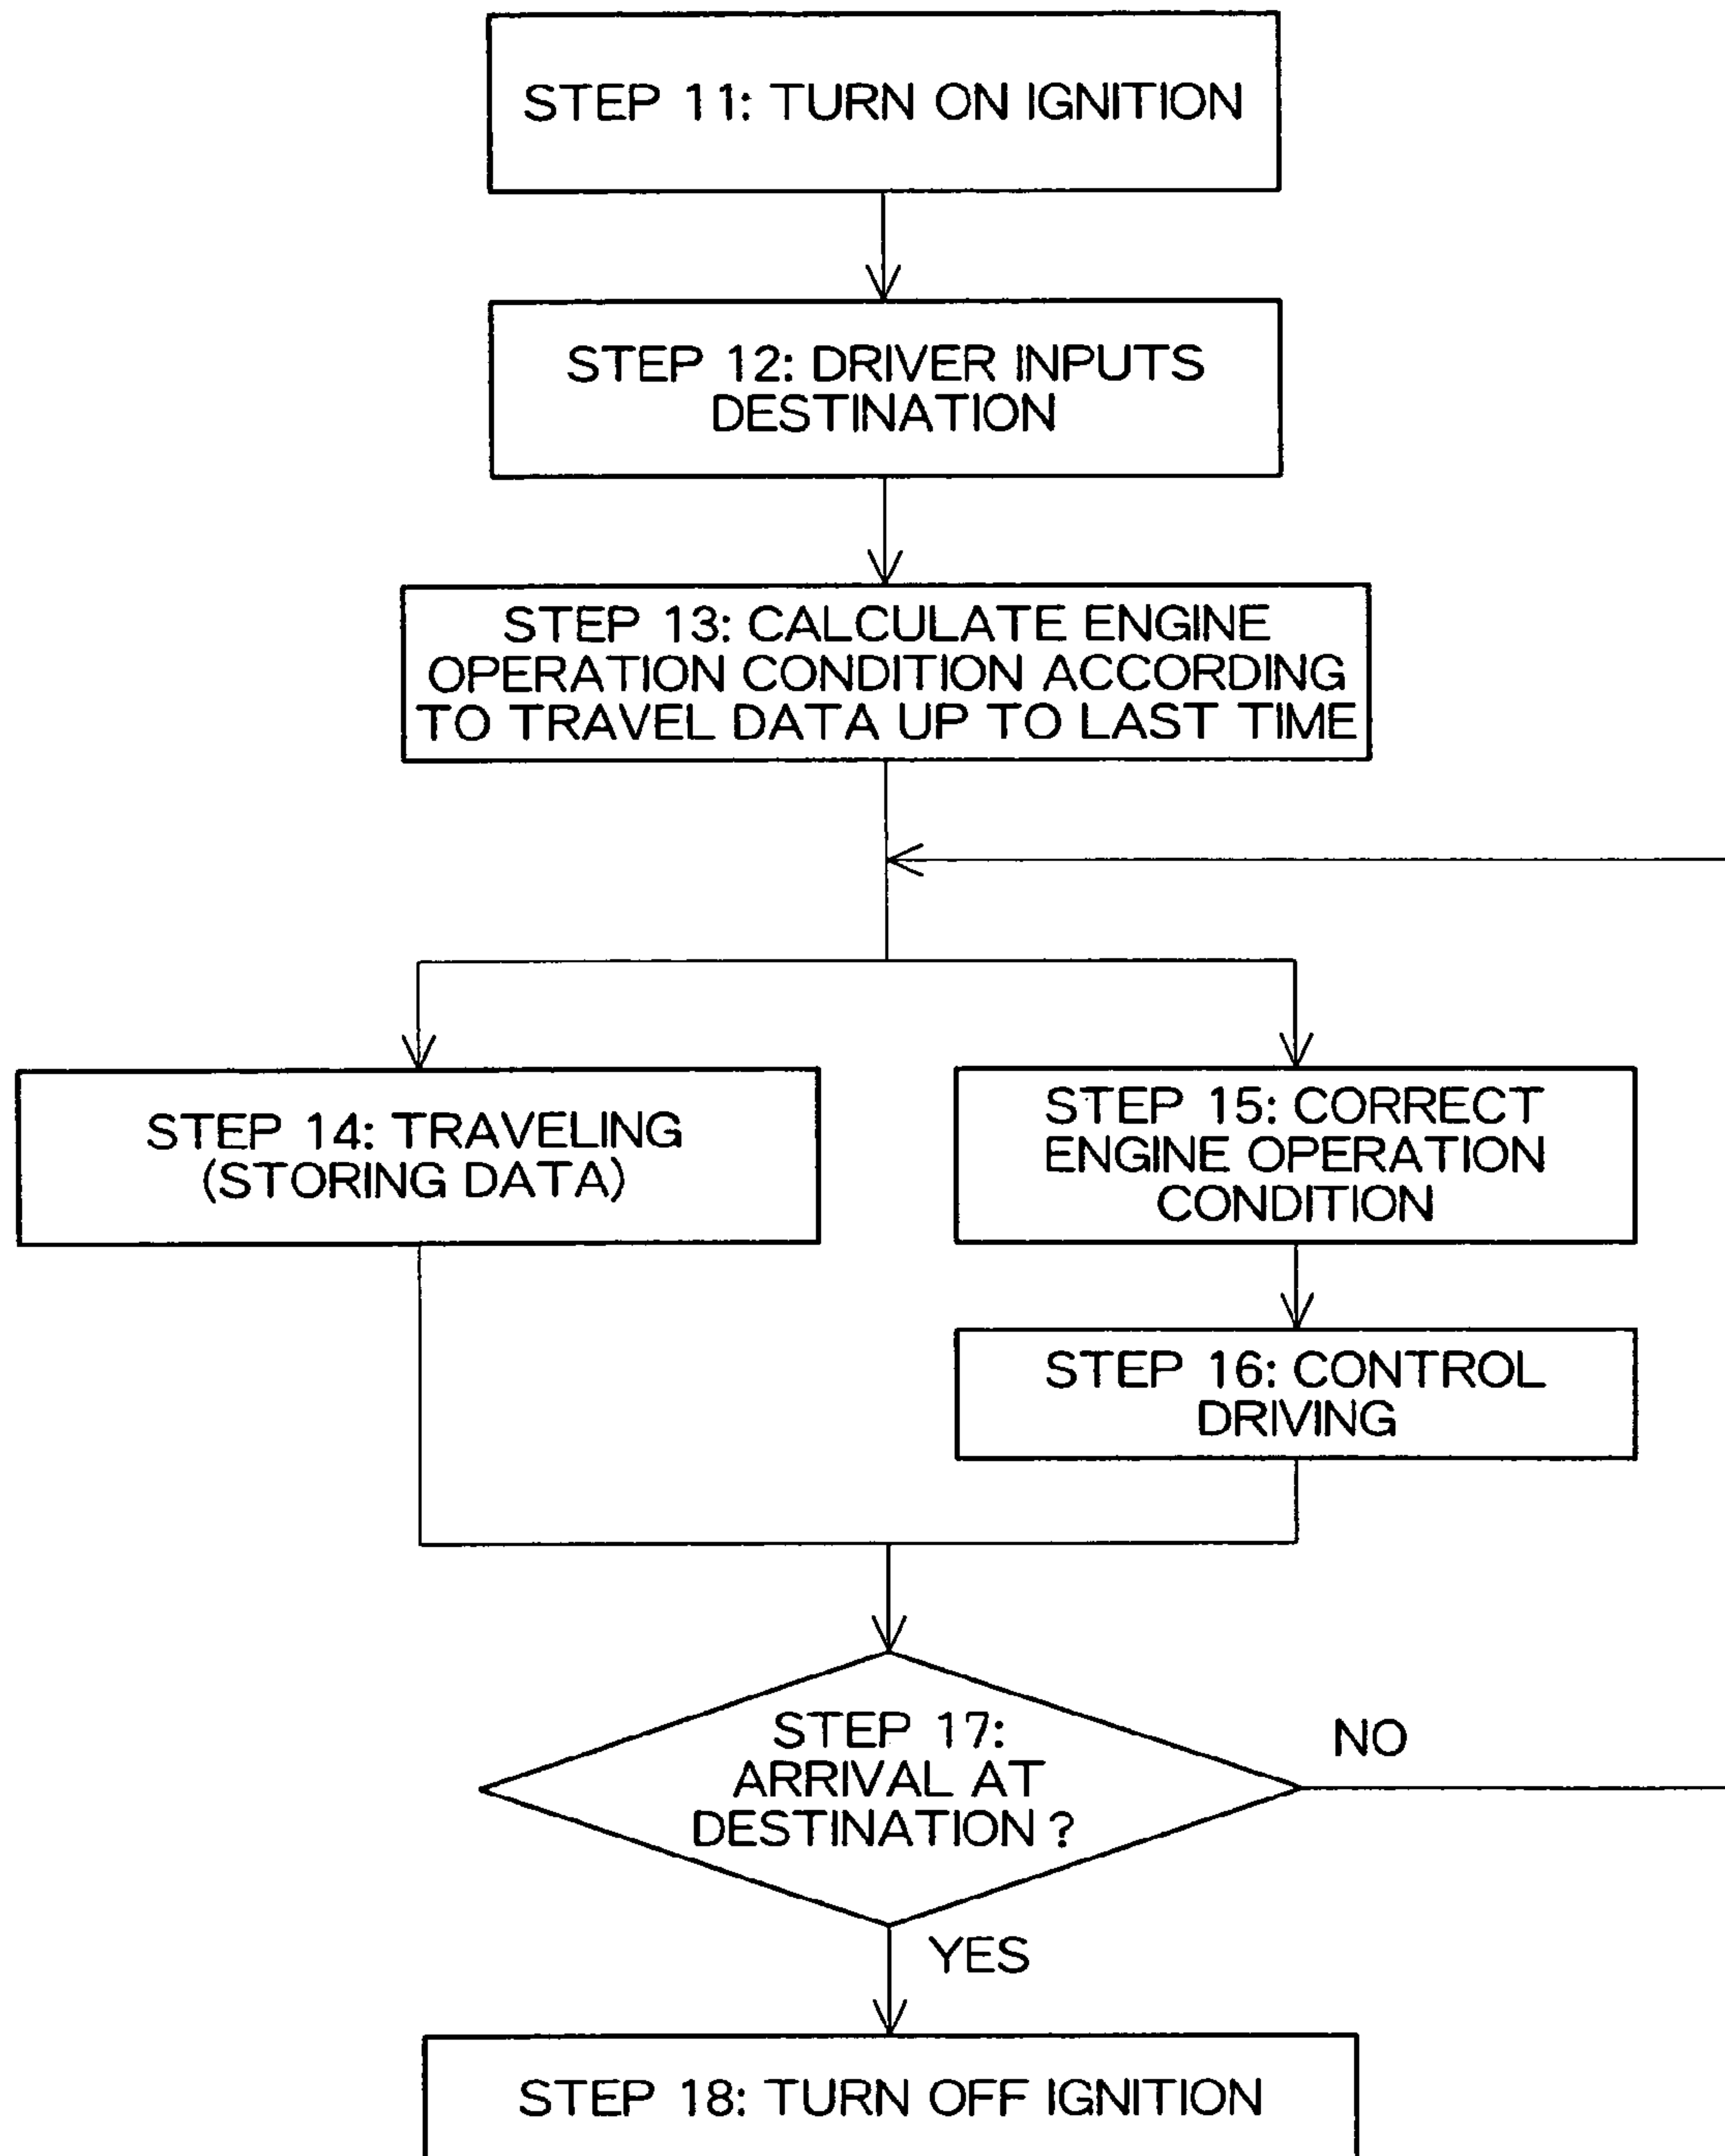 STEP 11: TURN ON IGNITION
STEP 12: DRIVER INPUTS
DESTINATION
STEP 13: CALCULATE ENGINE
OPERATION CONDITION ACCORDING
TO TRAVEL DATA UP TO LAST TIME
STEP 14: TRAVELING
(STORING DATA)
STEP 15: CORRECT
ENGINE OPERATION
CONDITION
STEP 16: CONTROL
DRIVING
STEP 17:
ARRIVAL AT
DESTINATION ?
NO
YES
STEP 18: TURN OFF IGNITION